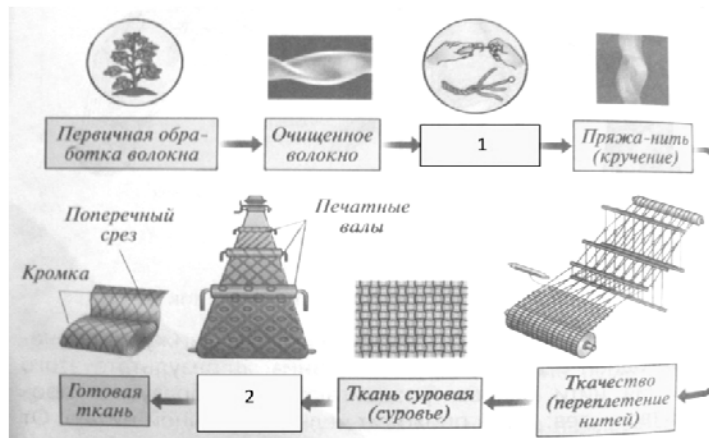 Первичная обра-
ботка волокна
Очищенное
волокно
1
Пряжа-нить
(кручение)
Поперечный
срез
Кромка
Печатные
валы
Готовая
ткань
2
Ткань суровая
(суровье)
Ткачество
(переплетение
нитей)